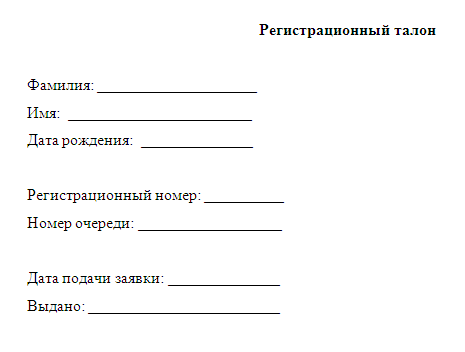 Регистрационный талон
Фамилия: ____________________
Имя: _______________________
Дата рождения: ______________
Регистрационный номер: __________
Номер очереди: __________________
Дата подачи заявки: ______________
Выдано: ________________________